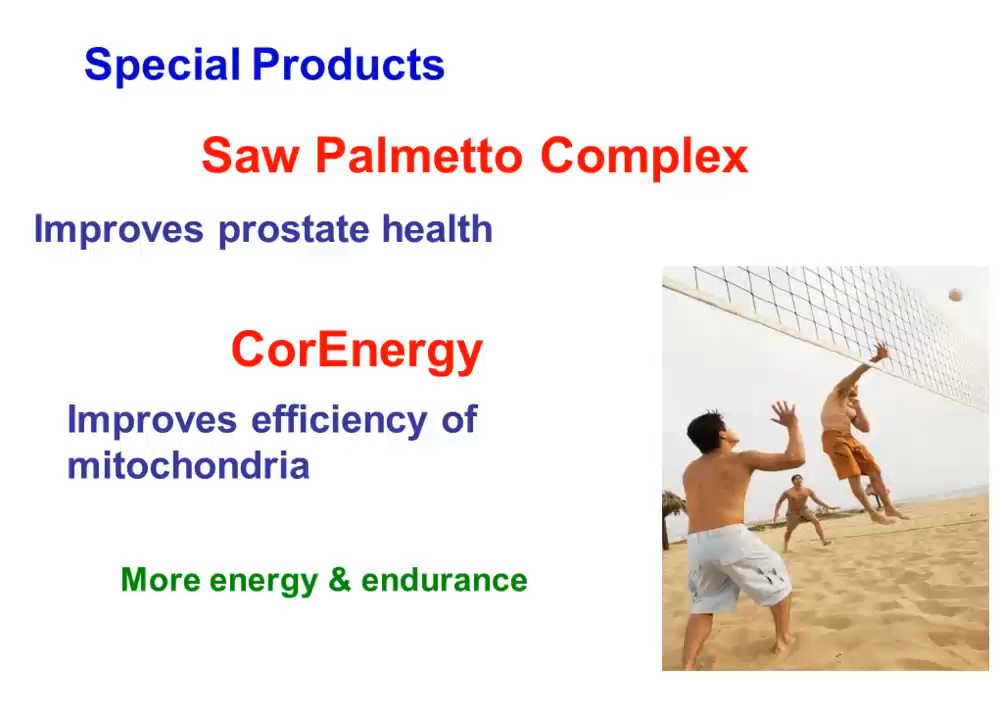 Special Products
Saw Palmetto Complex
Improves prostate health
CorEnergy
Improves efficiency of
mitochondria
More energy & endurance